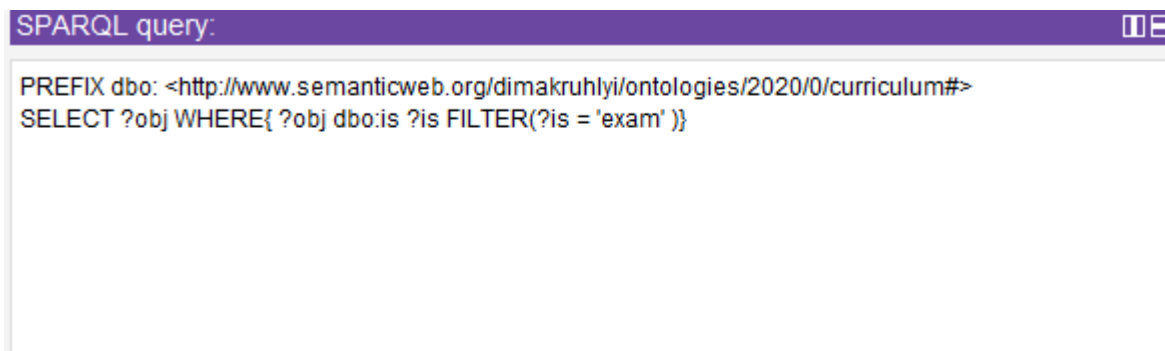 SPARQL query:
PREFIX dbo: <http://www.semanticweb.org/dimakruhlyi/ontologies/2020/0/curriculum#>
SELECT ?obj WHERE{ ?obj dbo:is ?is FILTER(?is = 'exam' )}